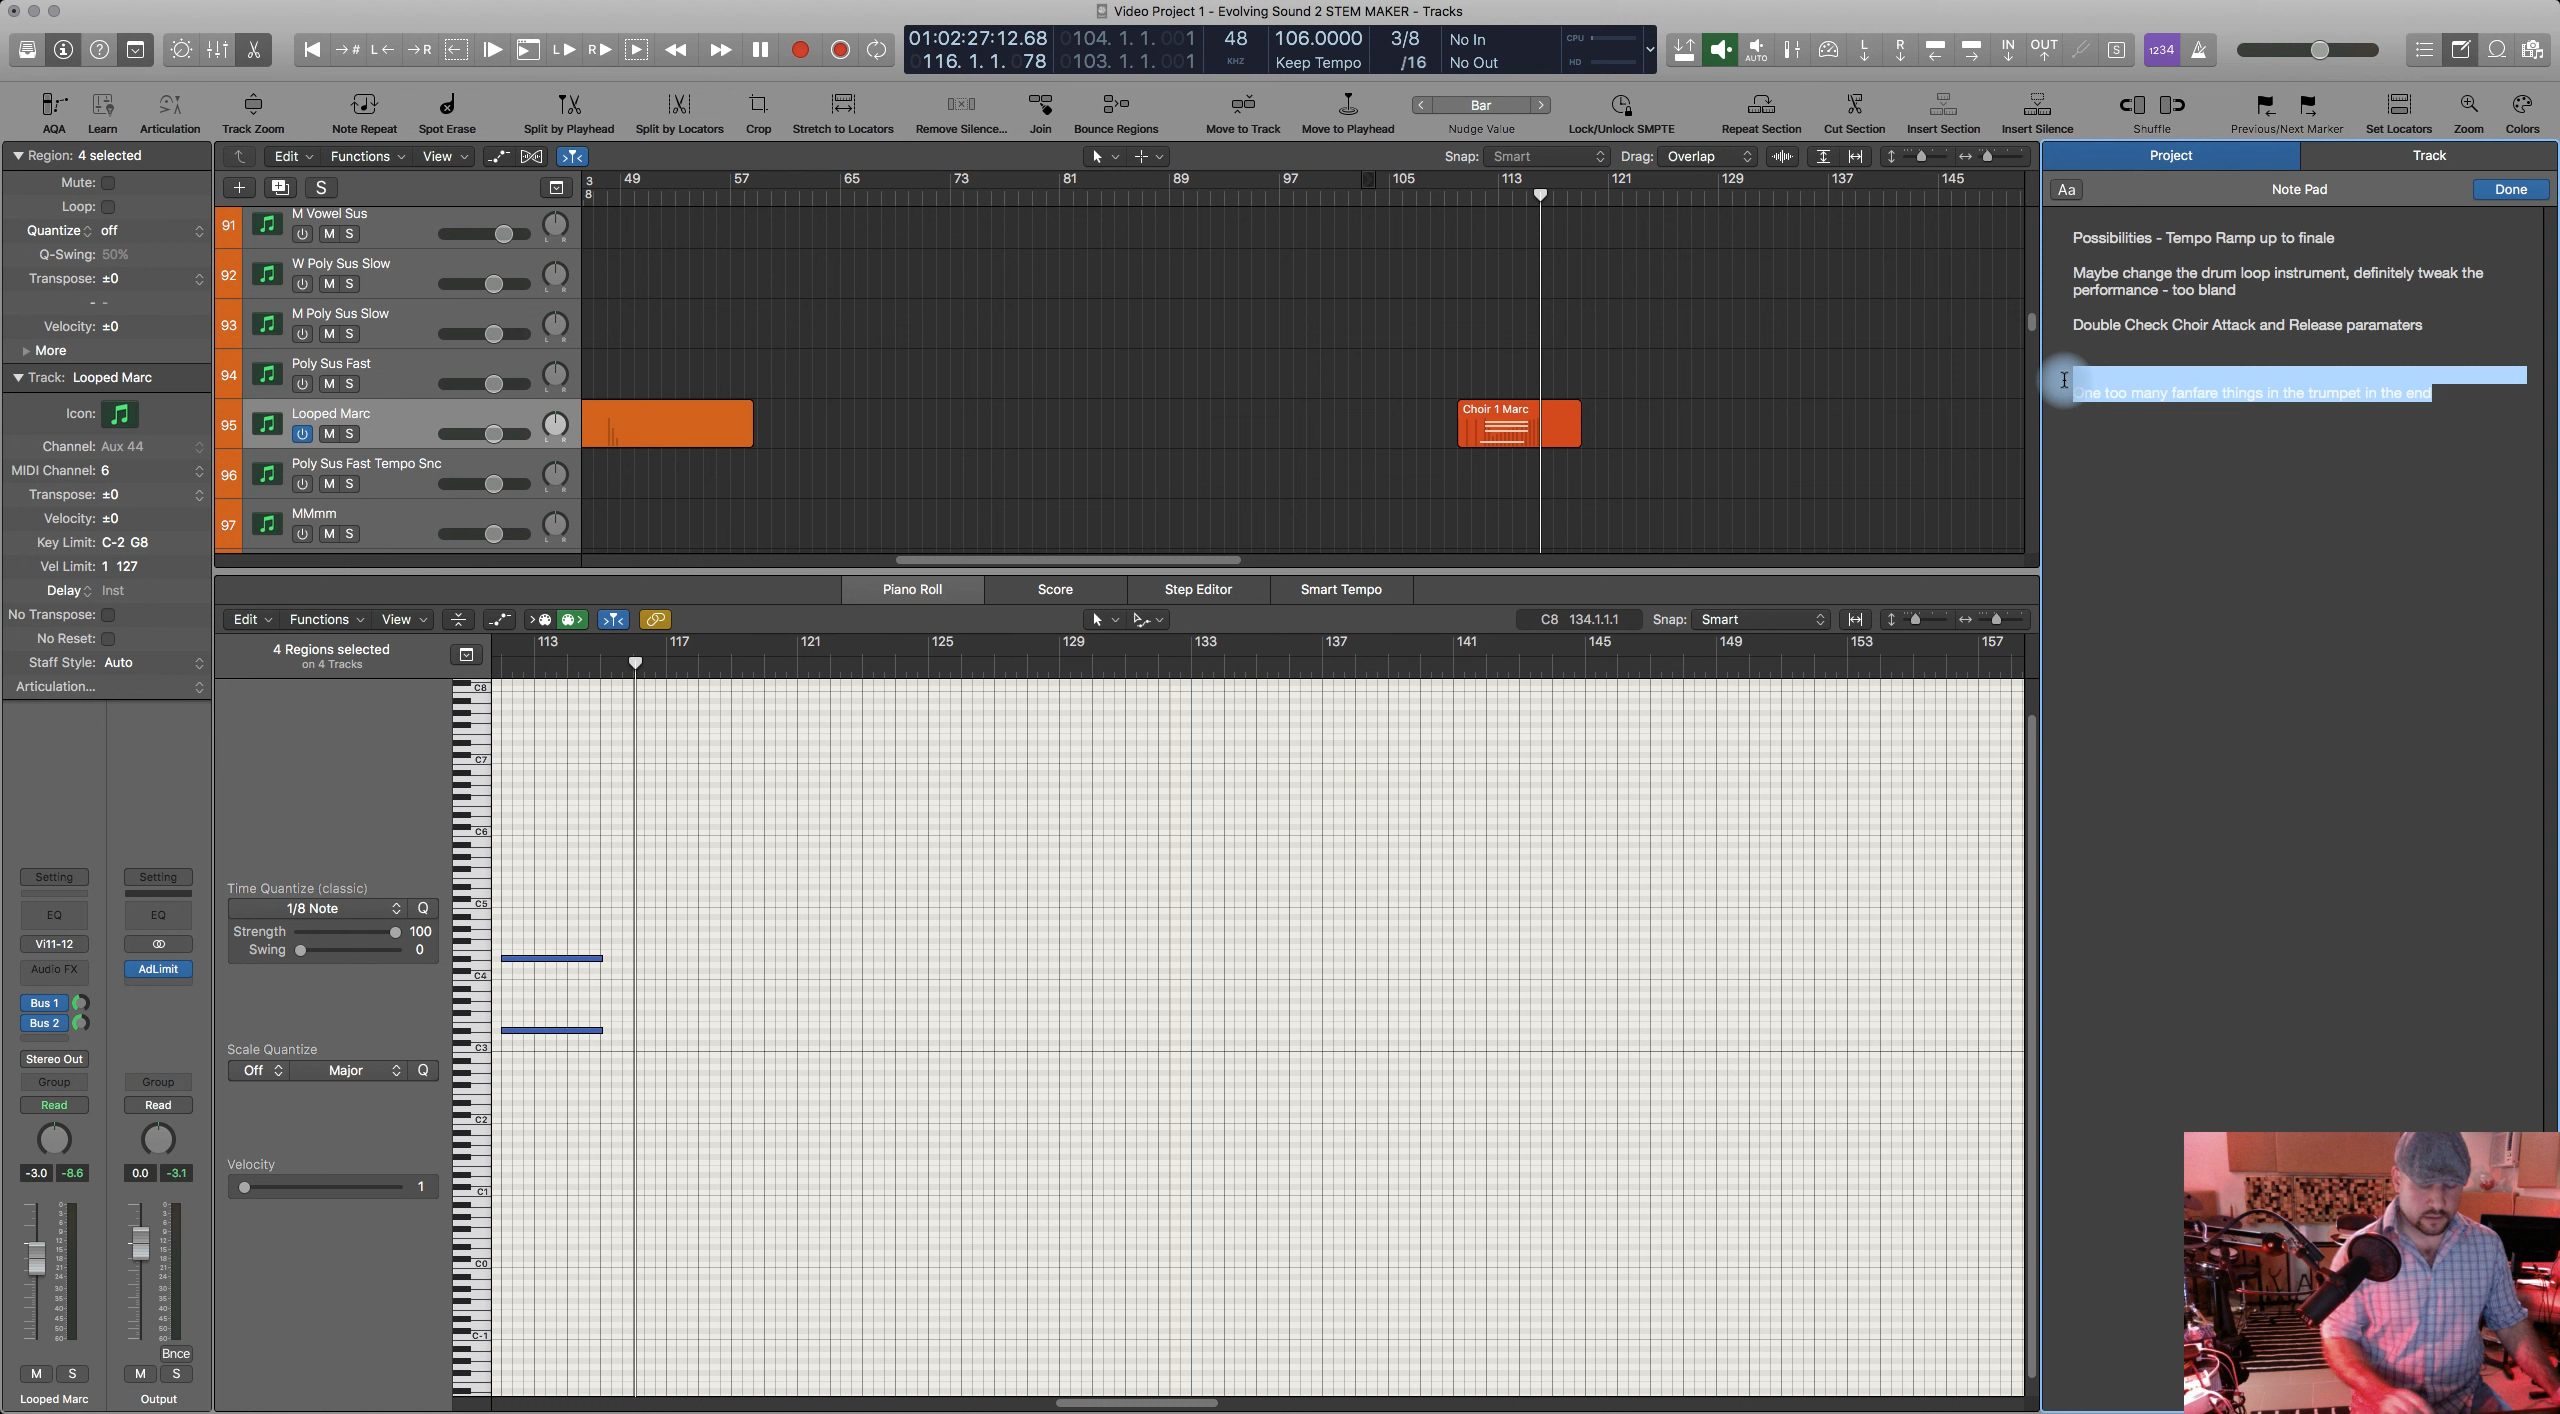 Video Project 1 - Evolving Sound 2 STEM MAKER - Tracks
01:02:27:12.68 0104. 1. 1. 001 48 106.0000 3/8 No In CPU
0116. 1. 1. 078 0103. 1. 1. 001 KHZ Keep Tempo /16 No Out HD
AUTO L R IN OUT S 1234
AQA Learn Articulation Track Zoom Note Repeat Spot Erase Split by Playhead Split by Locators Crop Stretch to Locators Remove Silence... Join Bounce Regions Move to Track Move to Playhead Bar Nudge Value Lock/Unlock SMPTE Repeat Section Cut Section Insert Section Insert Silence Shuffle Previous/Next Marker Set Locators Zoom Colors
Region: 4 selected
Mute:
Loop:
Quantize off
Q-Swing: 50%
Transpose: ±0
- -
Velocity: ±0
More
Track: Looped Marc
Icon:
Channel: Aux 44
MIDI Channel: 6
Transpose: ±0
Velocity: ±0
Key Limit: C-2 G8
Vel Limit: 1 127
Delay Inst
No Transpose:
No Reset:
Staff Style: Auto
Articulation...
Setting Setting
EQ EQ
Vi11-12
Audio FX AdLimit
Bus 1
Bus 2
Stereo Out
Group Group
Read Read
-3.0 -8.6 0.0 -3.1
Bnce
M S M S
Looped Marc Output
Edit Functions View Snap: Smart Drag: Overlap
S
3
8
49 57 65 73 81 89 97 105 113 121 129 137 145
91 M Vowel Sus
M S
92 W Poly Sus Slow
M S
93 M Poly Sus Slow
M S
94 Poly Sus Fast
M S
95 Looped Marc
M S
Choir 1 Marc
96 Poly Sus Fast Tempo Snc
M S
97 MMmm
M S
Piano Roll Score Step Editor Smart Tempo
Edit Functions View C8 134.1.1.1 Snap: Smart
4 Regions selected
on 4 Tracks
113 117 121 125 129 133 137 141 145 149 153 157
Time Quantize (classic)
1/8 Note Q
Strength 100
Swing 0
Scale Quantize
Off Major Q
Velocity
1
C8
C7
C6
C5
C4
C3
C2
C1
C0
C-1
Project Track
Aa Note Pad Done
Possibilities - Tempo Ramp up to finale
Maybe change the drum loop instrument, definitely tweak the
performance - too bland
Double Check Choir Attack and Release paramaters
One too many fanfare things in the trumpet in the end